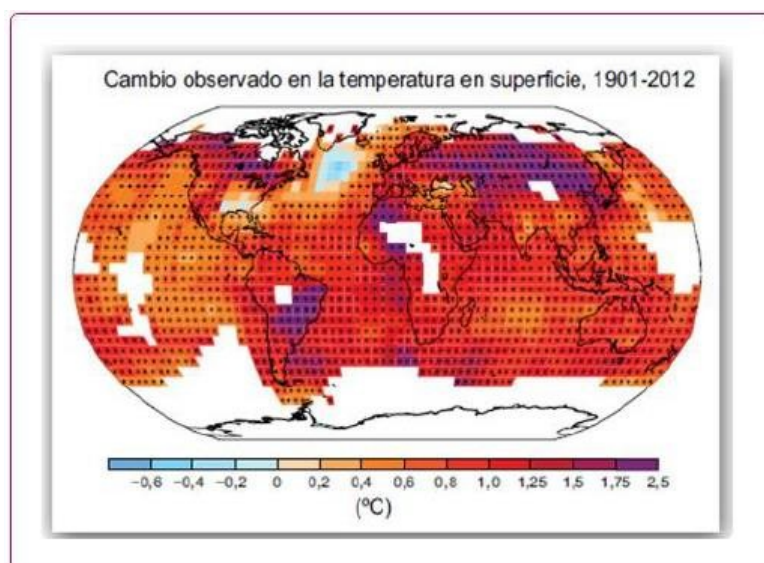 Cambio observado en la temperatura en superficie, 1901-2012
−0,6 −0,4 −0,2 0 0,2 0,4 0,6 0,8 1,0 1,25 1,5 1,75 2,5
(ºC)